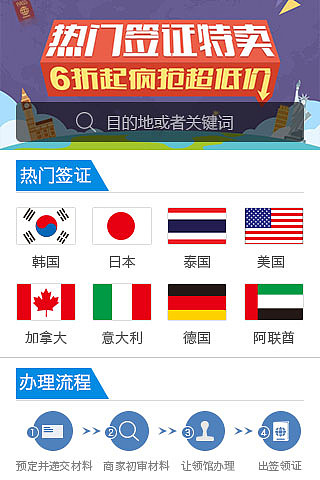 热门签证特卖
6折起疯抢超低价
目的地或者关键词
热门签证
韩国 日本 泰国 美国
加拿大 意大利 德国 阿联酋
办理流程
1 2 3 4
预定并递交材料 商家初审材料 让领馆办理 出签领证